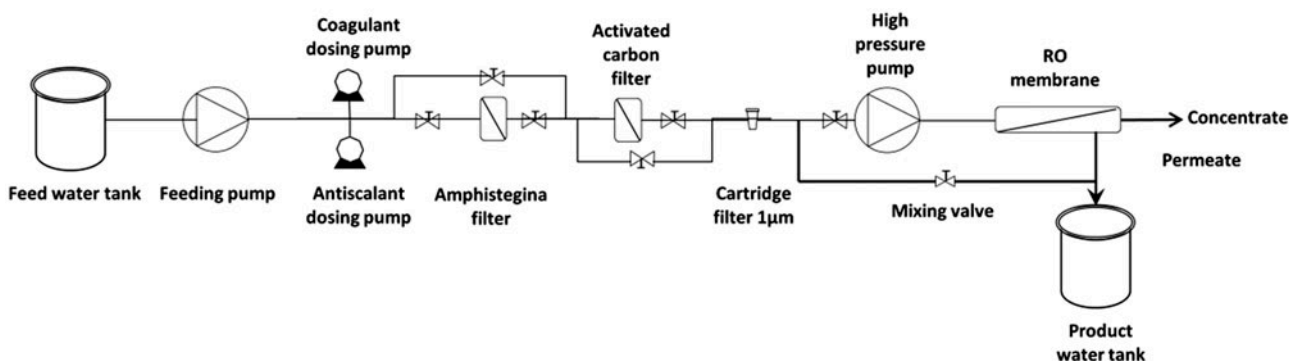 Coagulant
dosing pump
Activated
carbon
filter
High
pressure
pump
RO
membrane
Concentrate
Permeate
Feed water tank
Feeding pump
Antiscalant
dosing pump
Amphistegina
filter
Cartridge
filter 1µm
Mixing valve
Product
water tank